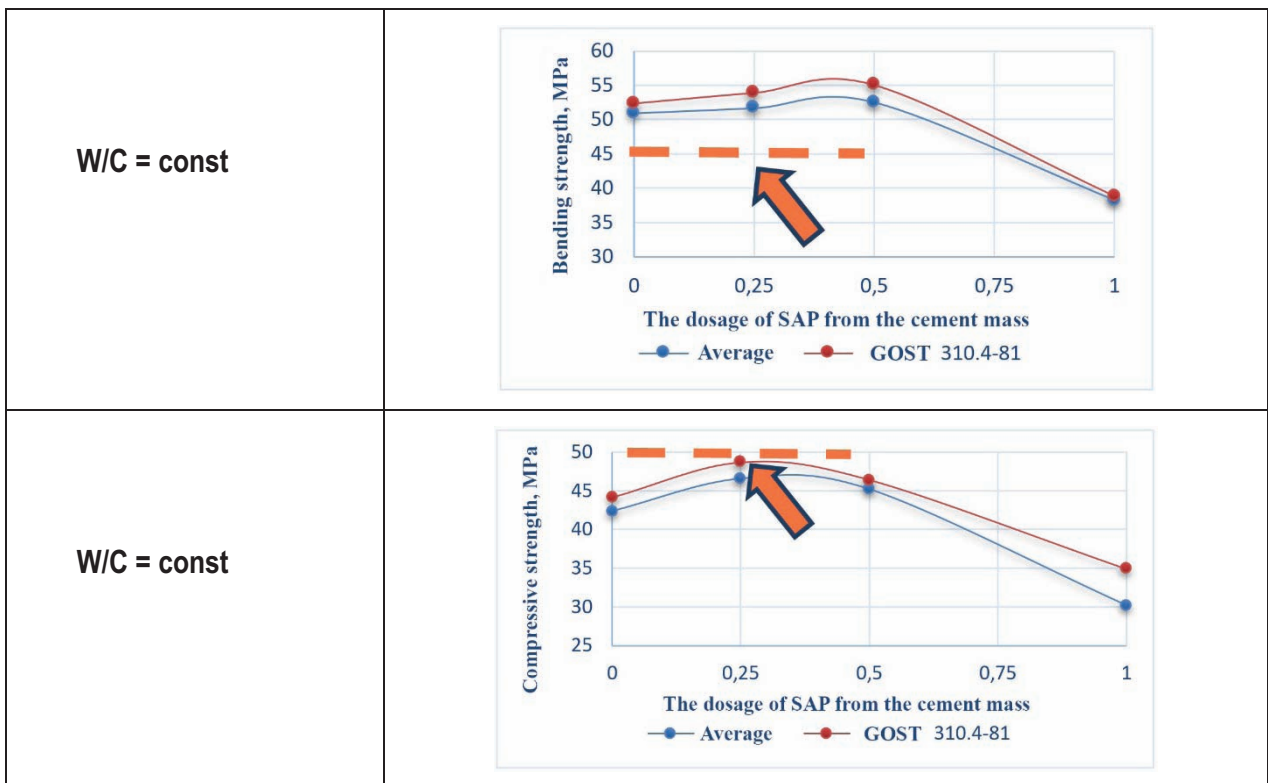 W/C = const
Bending strength, MPa
60
55
50
45
40
35
30
0 0,25 0,5 0,75 1
The dosage of SAP from the cement mass
Average GOST 310.4-81
W/C = const
Compressive strength, MPa
50
45
40
35
30
25
0 0,25 0,5 0,75 1
The dosage of SAP from the cement mass
Average GOST 310.4-81